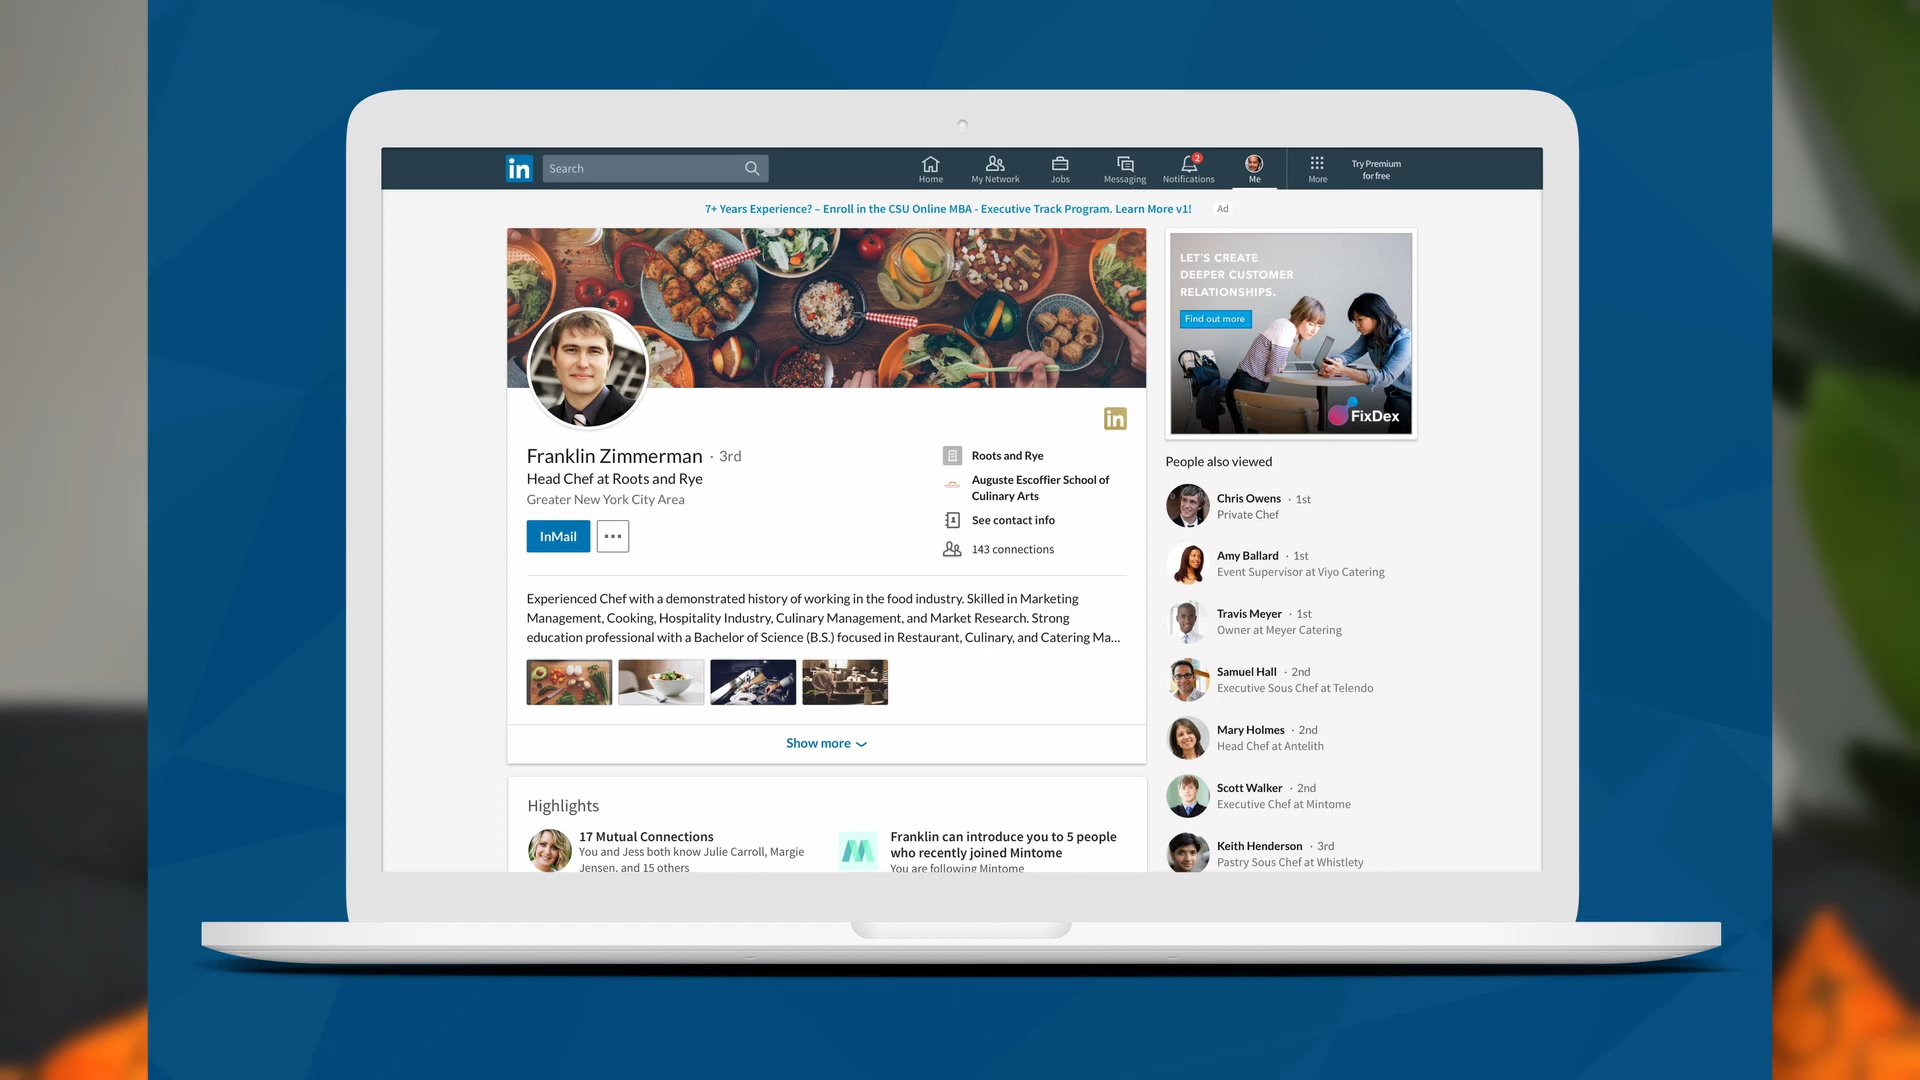 in
Search
Home
My Network
Jobs
Messaging
2
Notifications
Me
More
Try Premium
for free
7+ Years Experience? – Enroll in the CSU Online MBA - Executive Track Program. Learn More v1!
Ad
LET'S CREATE
DEEPER CUSTOMER
RELATIONSHIPS.
Find out more
FixDex
in
Franklin Zimmerman · 3rd
Head Chef at Roots and Rye
Greater New York City Area
InMail
Roots and Rye
Auguste Escoffier School of
Culinary Arts
See contact info
143 connections
Experienced Chef with a demonstrated history of working in the food industry. Skilled in Marketing
Management, Cooking, Hospitality Industry, Culinary Management, and Market Research. Strong
education professional with a Bachelor of Science (B.S.) focused in Restaurant, Culinary, and Catering Ma...
Show more
Highlights
17 Mutual Connections
You and Jess both know Julie Carroll, Margie
Jensen, and 15 others
Franklin can introduce you to 5 people
who recently joined Mintome
You are following Mintome
People also viewed
Chris Owens · 1st
Private Chef
Amy Ballard · 1st
Event Supervisor at Viyo Catering
Travis Meyer · 1st
Owner at Meyer Catering
Samuel Hall · 2nd
Executive Sous Chef at Telendo
Mary Holmes · 2nd
Head Chef at Antelith
Scott Walker · 2nd
Executive Chef at Mintome
Keith Henderson · 3rd
Pastry Sous Chef at Whistlety